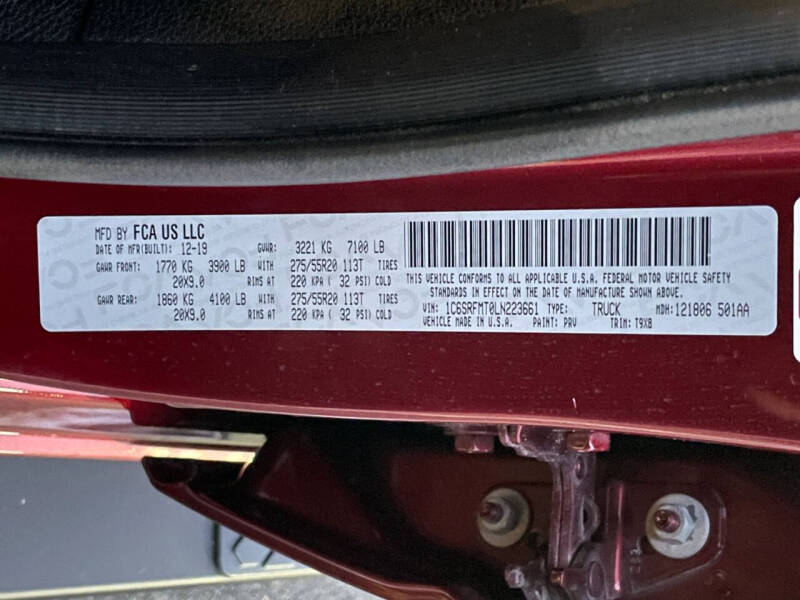 MFD BY FCA US LLC
DATE OF MFR(BUILT): 12-19 GVWR: 3221 KG 7100 LB
GAWR FRONT: 1770 KG 3900 LB WITH 275/55R20 113T TIRES
20X9.0 RIMS AT 220 KPA ( 32 PSI) COLD
GAWR REAR: 1860 KG 4100 LB WITH 275/55R20 113T TIRES
20X9.0 RIMS AT 220 KPA ( 32 PSI) COLD
THIS VEHICLE CONFORMS TO ALL APPLICABLE U.S.A. FEDERAL MOTOR VEHICLE SAFETY
STANDARDS IN EFFECT ON THE DATE OF MANUFACTURE SHOWN ABOVE.
VIN: 1C6SRFMT0LN223661 TYPE: TRUCK MDH: 121806 501AA
VEHICLE MADE IN U.S.A. PAINT: PRV TRIM: T9X8